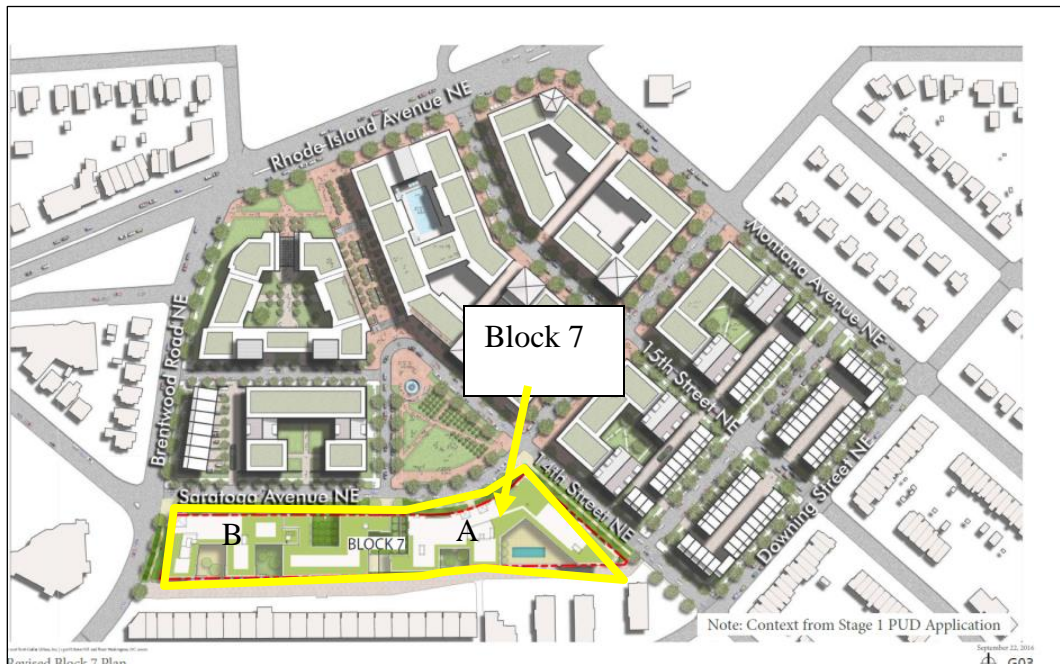 Rhode Island Avenue NE
Montana Avenue NE
Block 7
15th Street NE
Brentwood Road NE
Downing Street NE
14th Street NE
Saratoga Avenue NE
B
A
BLOCK 7
Note: Context from Stage 1 PUD Application
September 22, 2016
Revised Block 7 Plan
G03